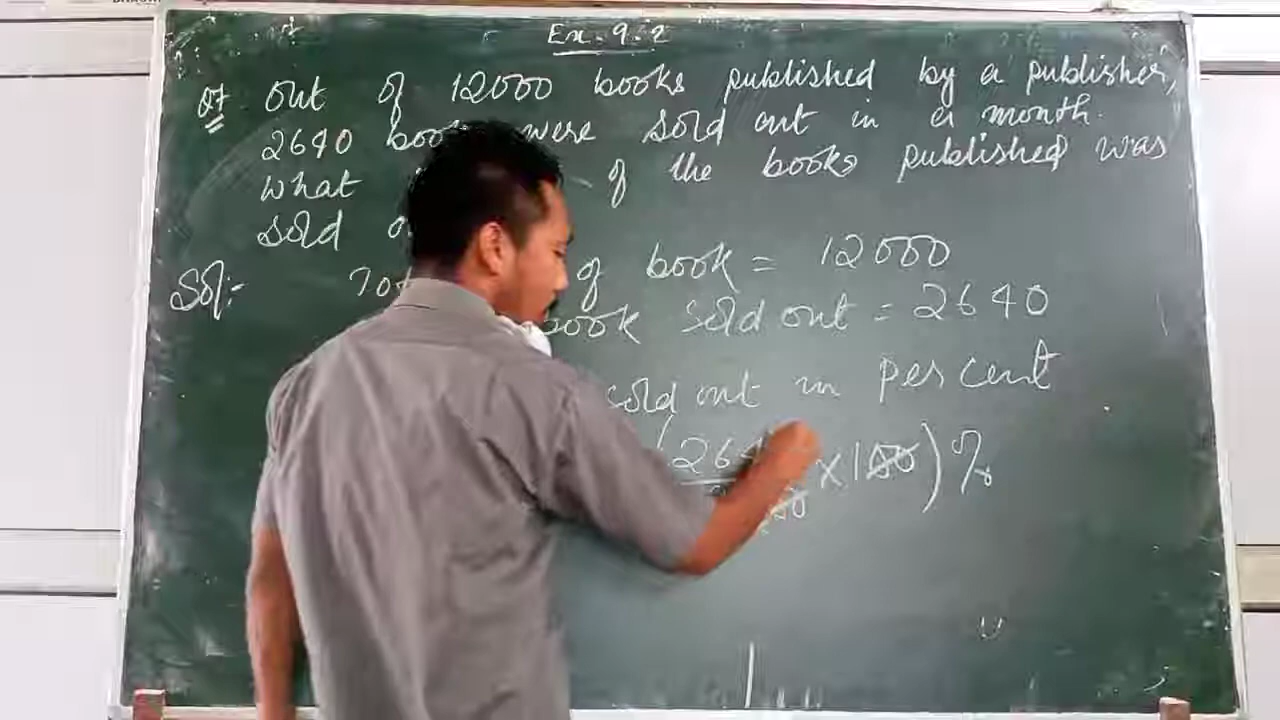 Ex. 9.2
Q7 Out of 12000 books published by a publisher,
2640 were sold out in a month.
what of the books published was
sold
Sol:- of book = 12000
book sold out = 2640
sold out in per cent
(264 × 100) %